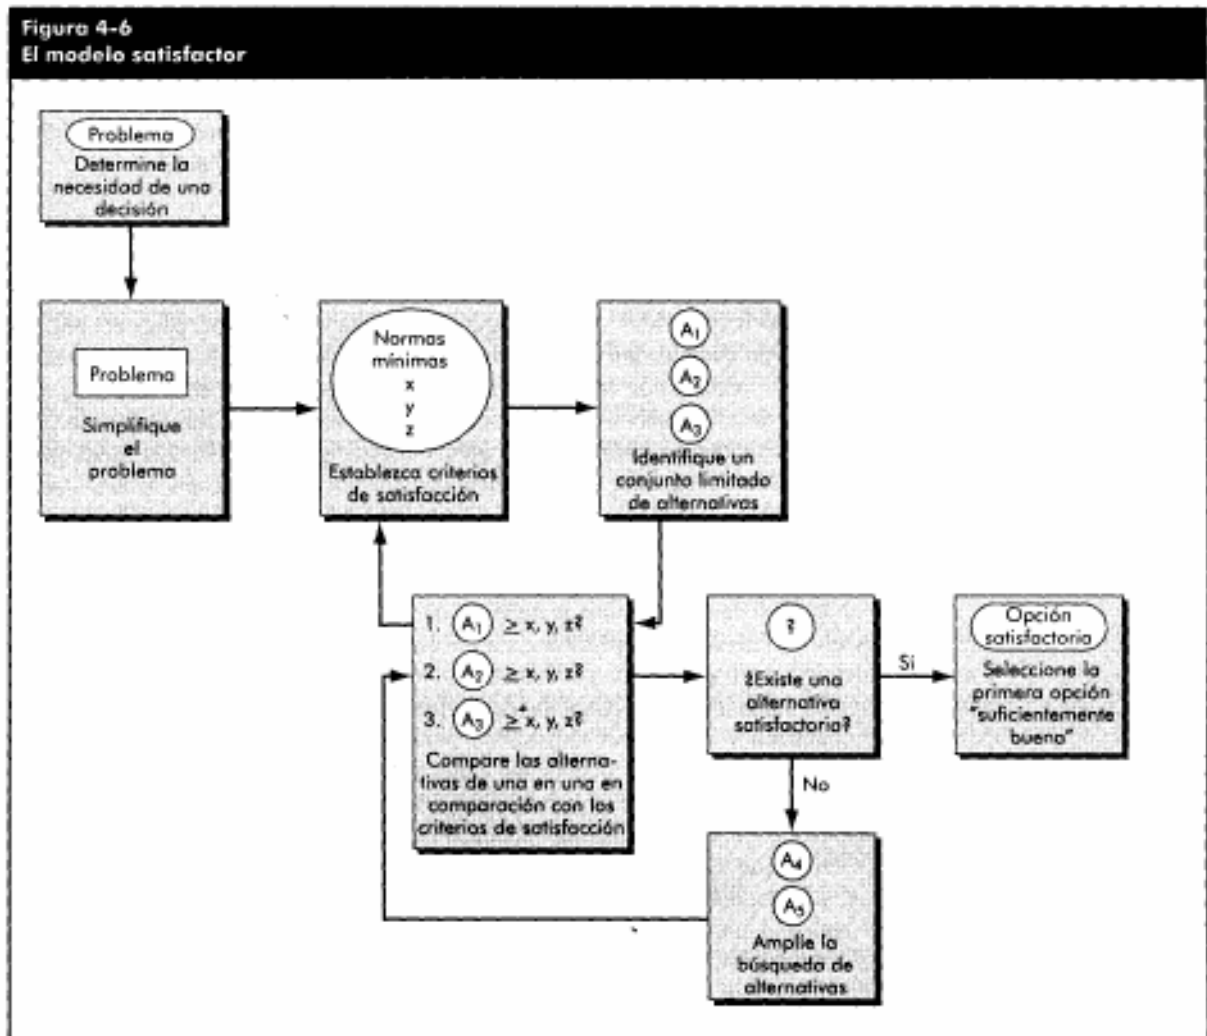 Figura 4-6
El modelo satisfactor
Problema
Determine la
necesidad de una
decisión
Problema
Simplifique
el
problema
Normas
mínimas
x
y
z
Establezca criterios
de satisfacción
A1
A2
A3
Identifique un
conjunto limitado
de alternativas
1. A1 ≥ x, y, z?
2. A2 ≥ x, y, z?
3. A3 ≥ x, y, z?
Compare las alterna-
tivas de una en una en
comparación con los
criterios de satisfacción
?
¿Existe una
alternativa
satisfactoria?
Si
Opción
satisfactoria
Seleccione la
primera opción
"suficientemente
buena"
No
A4
A5
Amplíe la
búsqueda de
alternativas